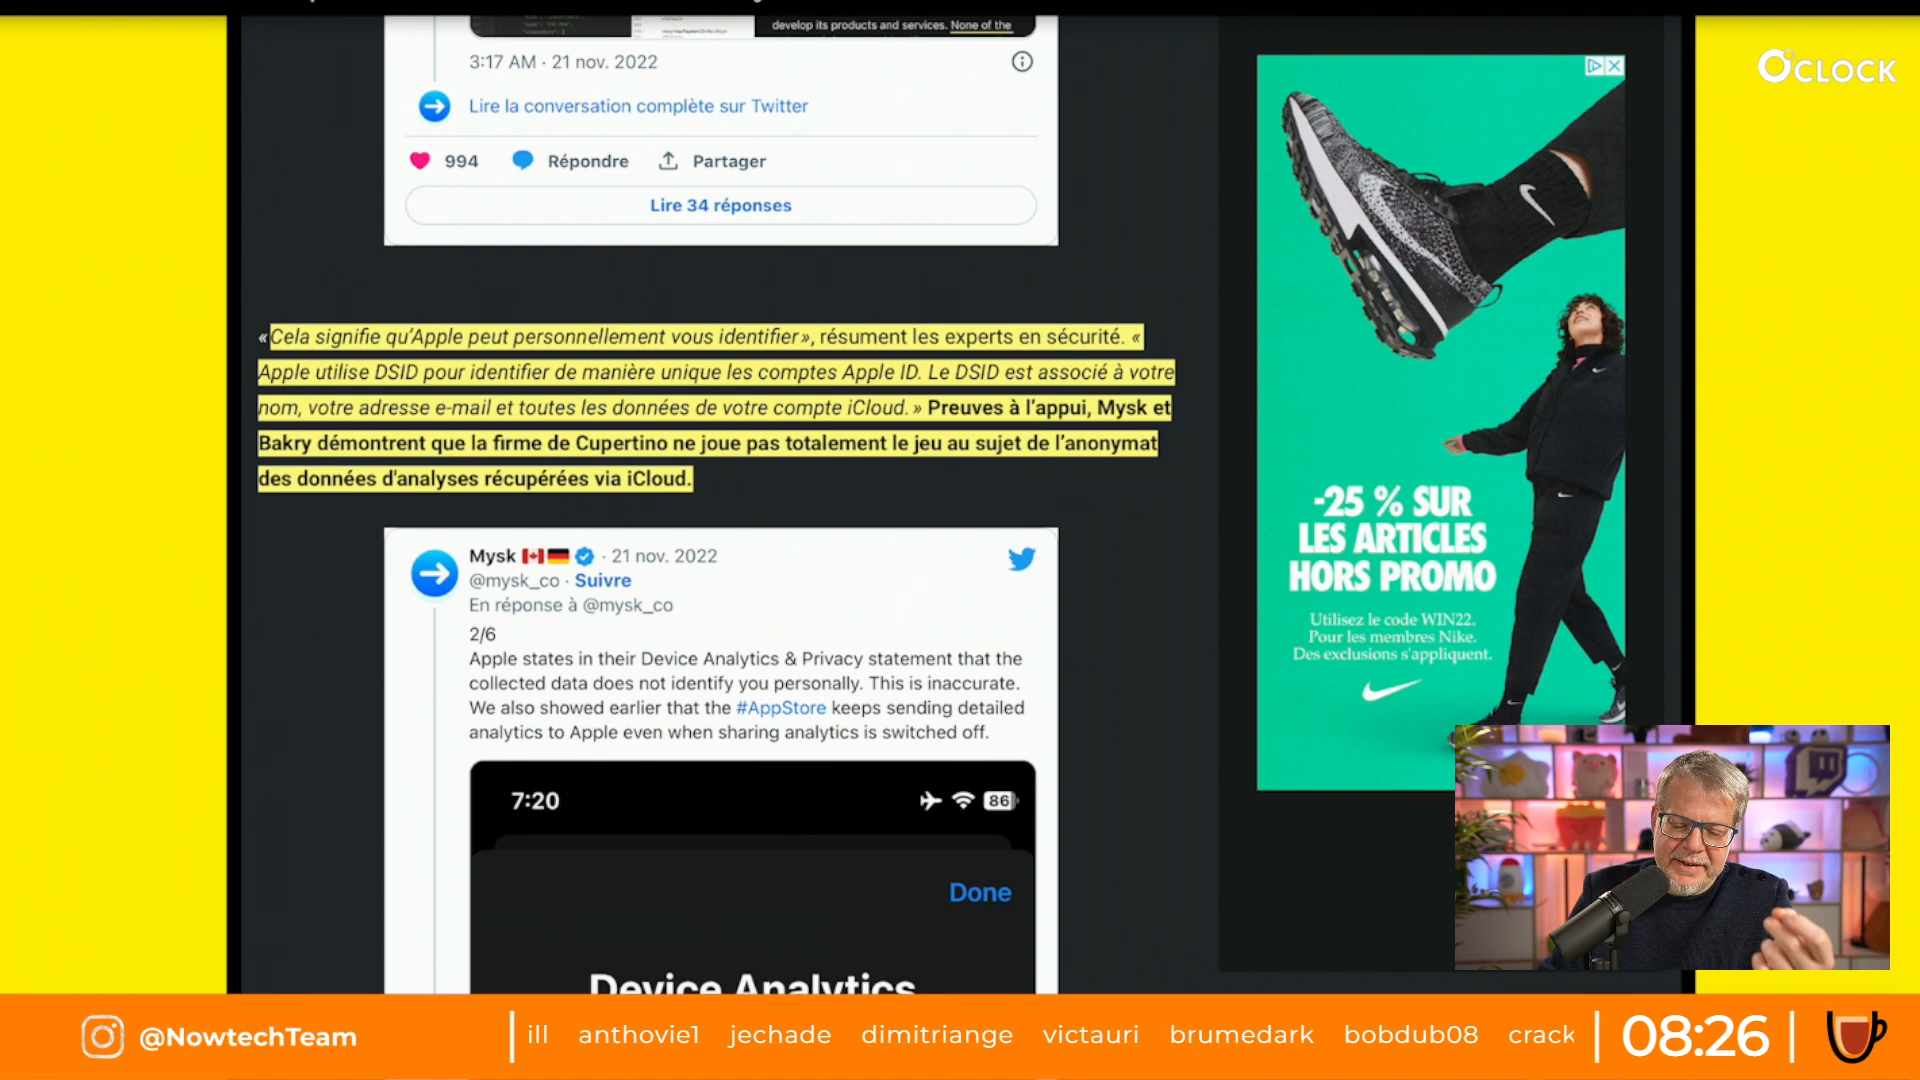 develop its products and services. None of the
3:17 AM · 21 nov. 2022
Lire la conversation complète sur Twitter
994 Répondre Partager
Lire 34 réponses
« Cela signifie qu'Apple peut personnellement vous identifier », résument les experts en sécurité. «
Apple utilise DSID pour identifier de manière unique les comptes Apple ID. Le DSID est associé à votre
nom, votre adresse e-mail et toutes les données de votre compte iCloud. » Preuves à l'appui, Mysk et
Bakry démontrent que la firme de Cupertino ne joue pas totalement le jeu au sujet de l'anonymat
des données d'analyses récupérées via iCloud.
Mysk · 21 nov. 2022
@mysk_co · Suivre
En réponse à @mysk_co
2/6
Apple states in their Device Analytics & Privacy statement that the
collected data does not identify you personally. This is inaccurate.
We also showed earlier that the #AppStore keeps sending detailed
analytics to Apple even when sharing analytics is switched off.
7:20 86
Done
Device Analytics
O'CLOCK
-25 % SUR
LES ARTICLES
HORS PROMO
Utilisez le code WIN22.
Pour les membres Nike.
Des exclusions s'appliquent.
@NowtechTeam ill anthovie1 jechade dimitriange victauri brumedark bobdub08 crack 08:26